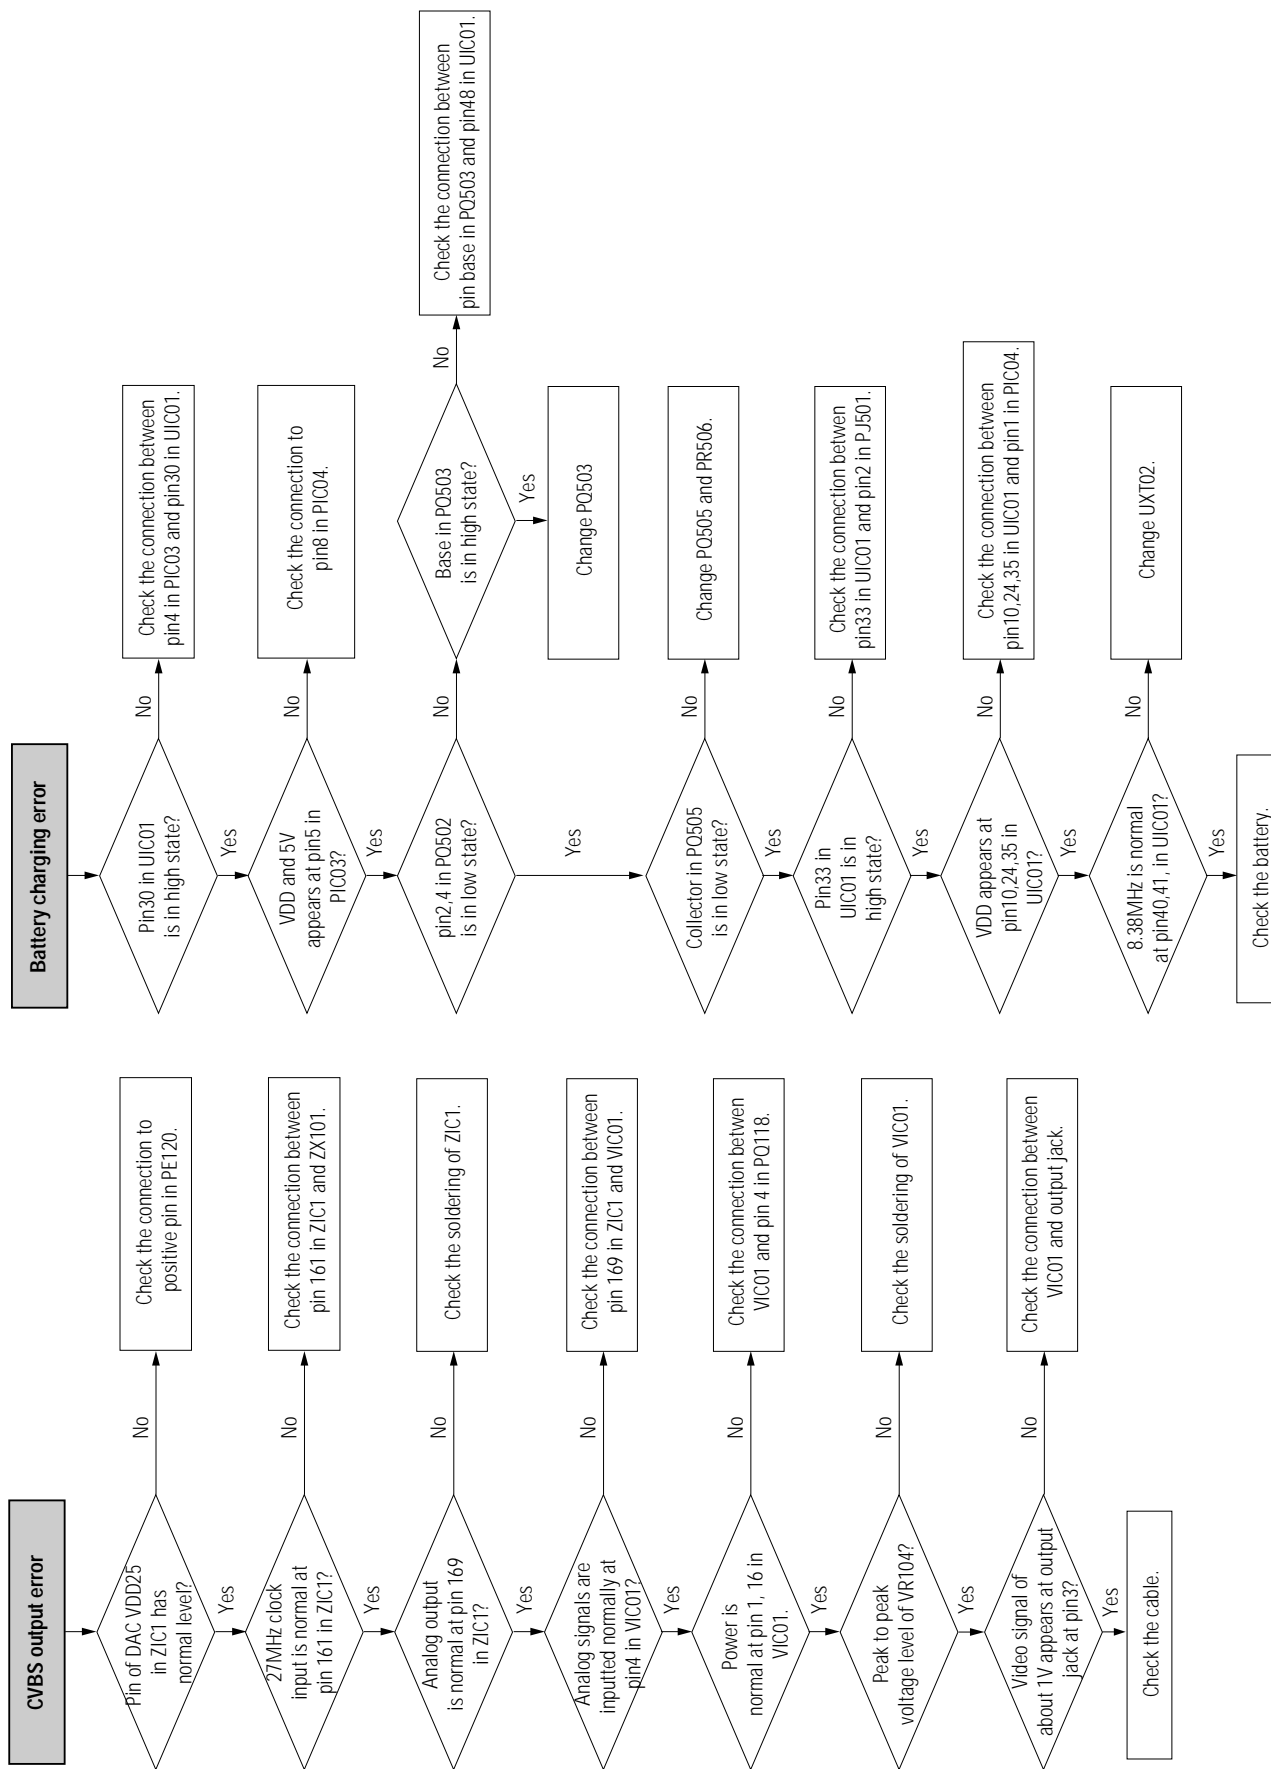 CVBS output error
Pin of DAC VDD25
in ZIC1 has
normal level?
No
Check the connection to
positive pin in PE120.
Yes
27MHz clock
input is normal at
pin 161 in ZIC1?
No
Check the connection between
pin 161 in ZIC1 and ZX101.
Yes
Analog output
is normal at pin 169
in ZIC1?
No
Check the soldering of ZIC1.
Yes
Analog signals are
inputted normally at
pin4 in VIC01?
No
Check the connection between
pin 169 in ZIC1 and VIC01.
Yes
Power is
normal at pin 1, 16 in
VIC01.
No
Check the connection between
VIC01 and pin 4 in PQ118.
Yes
Peak to peak
voltage level of VR104?
No
Check the soldering of VIC01.
Yes
Video signal of
about 1V appears at output
jack at pin3?
No
Check the connection between
VIC01 and output jack.
Yes
Check the cable.
Battery charging error
Pin30 in UIC01
is in high state?
No
Check the connection between
pin4 in PIC03 and pin30 in UIC01.
Yes
VDD and 5V
appears at pin5 in
PIC03?
No
Check the connection to
pin8 in PIC04.
Yes
pin2,4 in PQ502
is in low state?
No
Base in PQ503
is in high state?
No
Check the connection between
pin base in PQ503 and pin48 in UIC01.
Yes
Change PQ503
Yes
Collector in PQ505
is in low state?
No
Change PQ505 and PR506.
Yes
Pin33 in
UIC01 is in
high state?
No
Check the connection between
pin33 in UIC01 and pin2 in PJ501.
Yes
VDD appears at
pin10,24,35 in
UIC01?
No
Check the connection between
pin10,24,35 in UIC01 and pin1 in PIC04.
Yes
8.38MHz is normal
at pin40,41, in UIC01?
No
Change UXT02.
Yes
Check the battery.